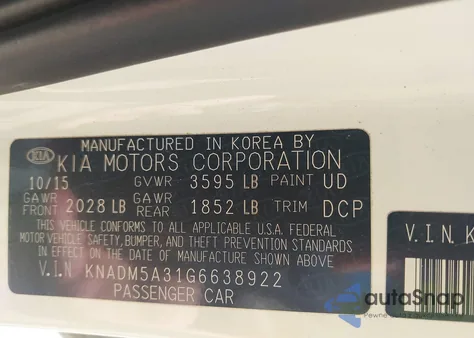 MANUFACTURED IN KOREA BY
KIA KIA MOTORS CORPORATION
10/15 GVWR 3595 LB PAINT UD
GAWR FRONT 2028 LB GAWR REAR 1852 LB TRIM DCP
THIS VEHICLE CONFORMS TO ALL APPLICABLE U.S.A. FEDERAL
MOTOR VEHICLE SAFETY, BUMPER, AND THEFT PREVENTION STANDARDS
IN EFFECT ON THE DATE OF MANUFACTURE SHOWN ABOVE.
V.I.N KNADM5A31G6638922
PASSENGER CAR
V.I.N. K
autoSnap